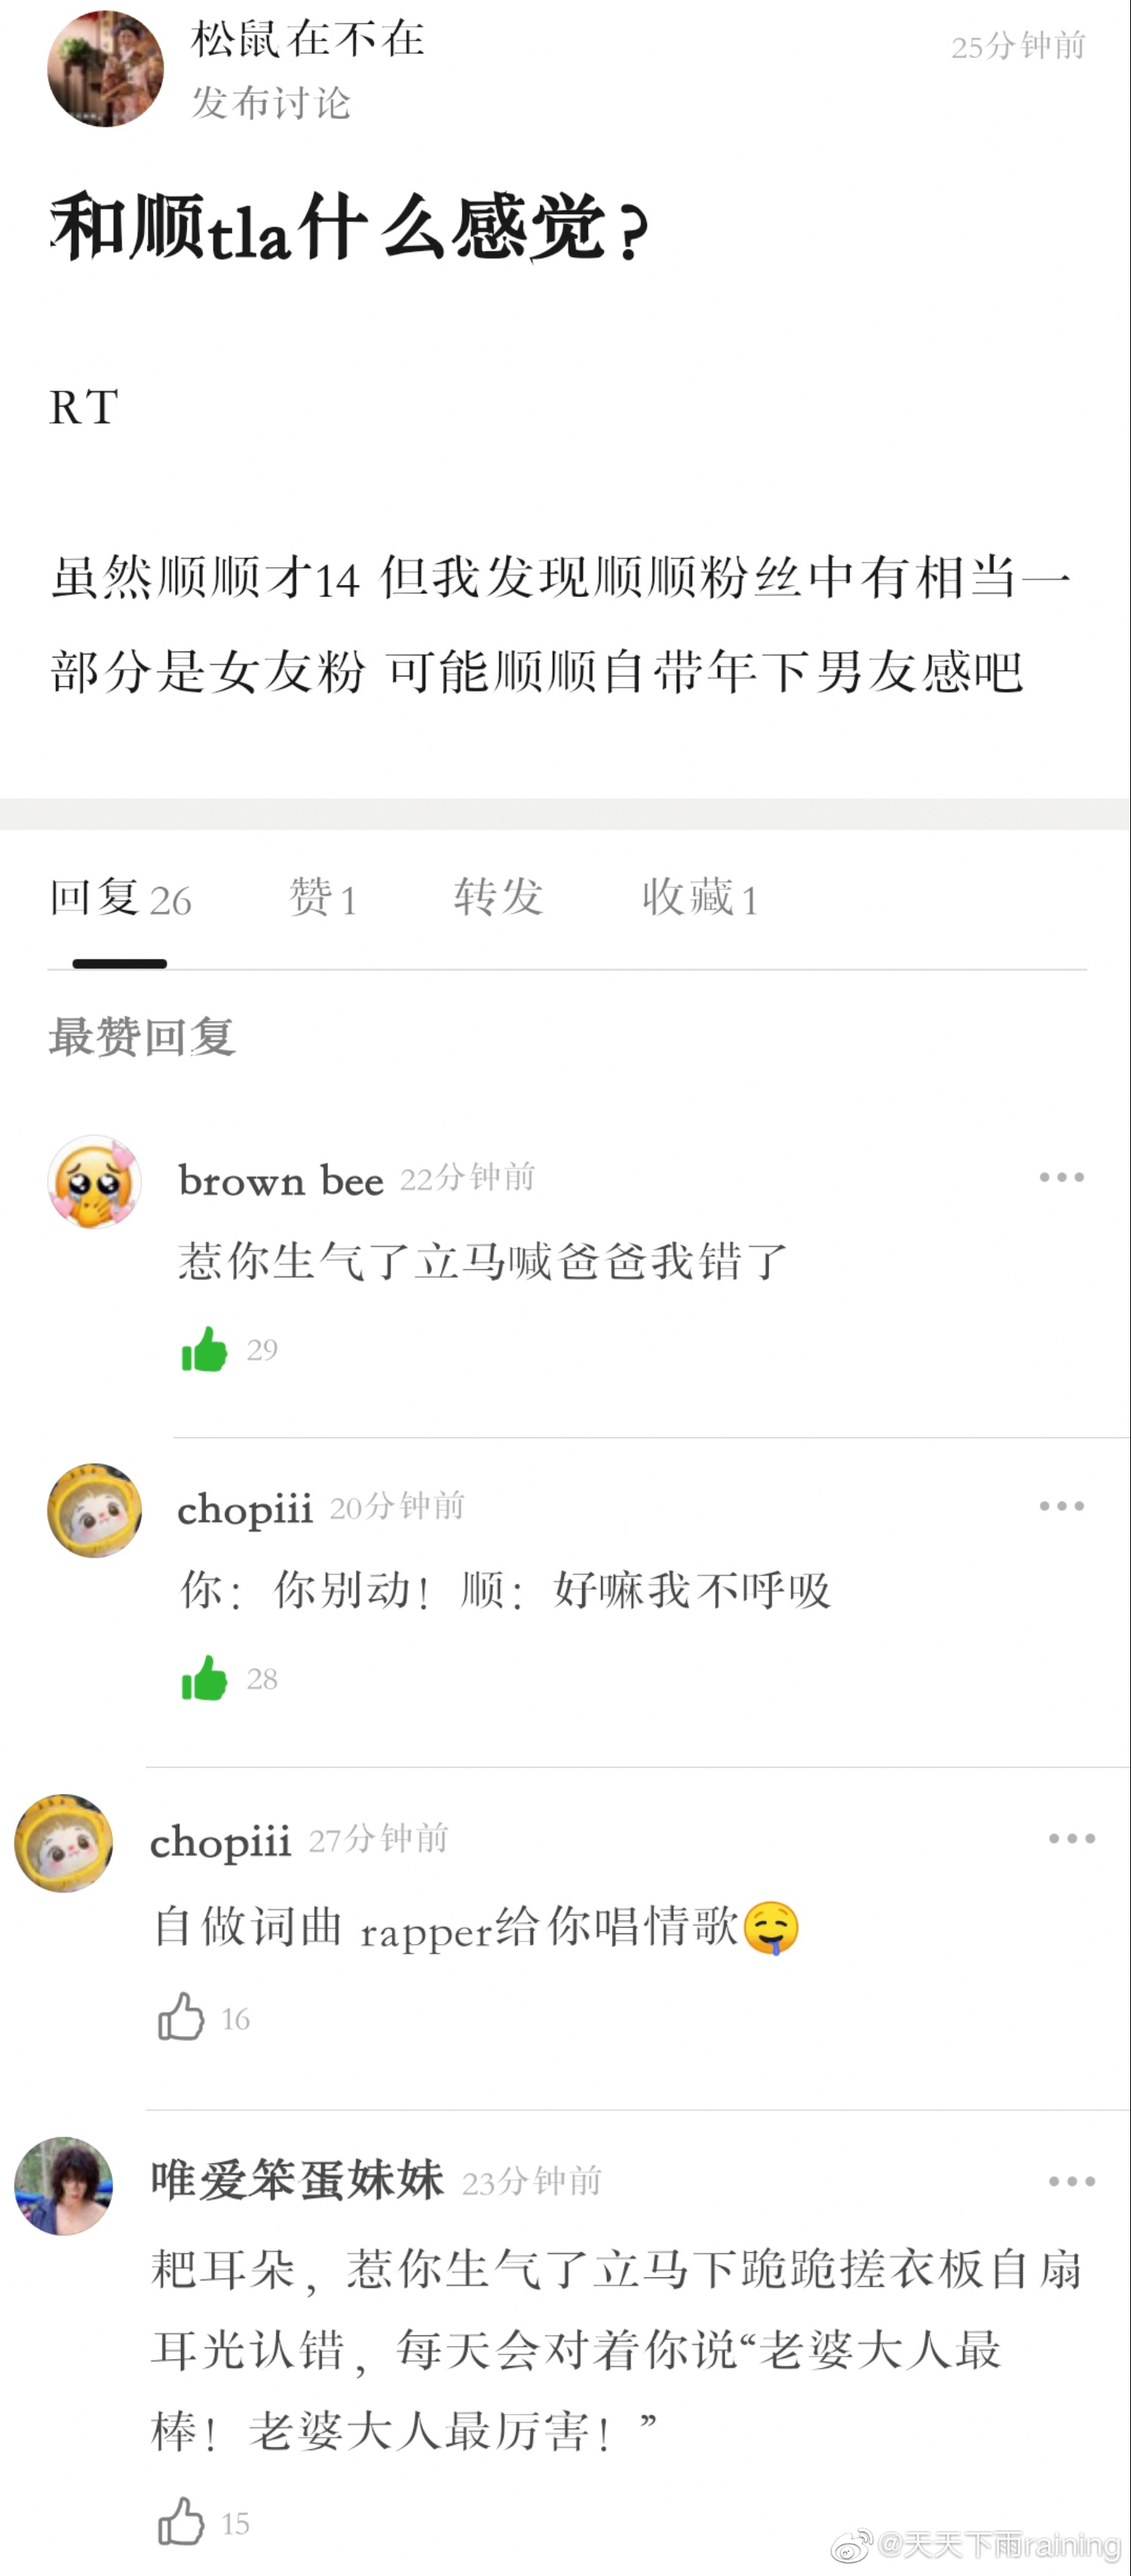 松鼠在不在
25分钟前
发布讨论
和顺tla什么感觉?
RT
虽然顺顺才14 但我发现顺顺粉丝中有相当一
部分是女友粉 可能顺顺自带年下男友感吧
回复 26 赞 1 转发 收藏 1
最赞回复
brown bee 22分钟前
惹你生气了立马喊爸爸我错了
29
chopiii 20分钟前
你：你别动！顺：好嘛我不呼吸
28
chopiii 27分钟前
自做词曲 rapper给你唱情歌🤤
16
唯爱笨蛋妹妹 23分钟前
耙耳朵，惹你生气了立马下跪跪搓衣板自扇
耳光认错，每天会对着你说“老婆大人最
棒！老婆大人最厉害！”
15
@天天下雨raining